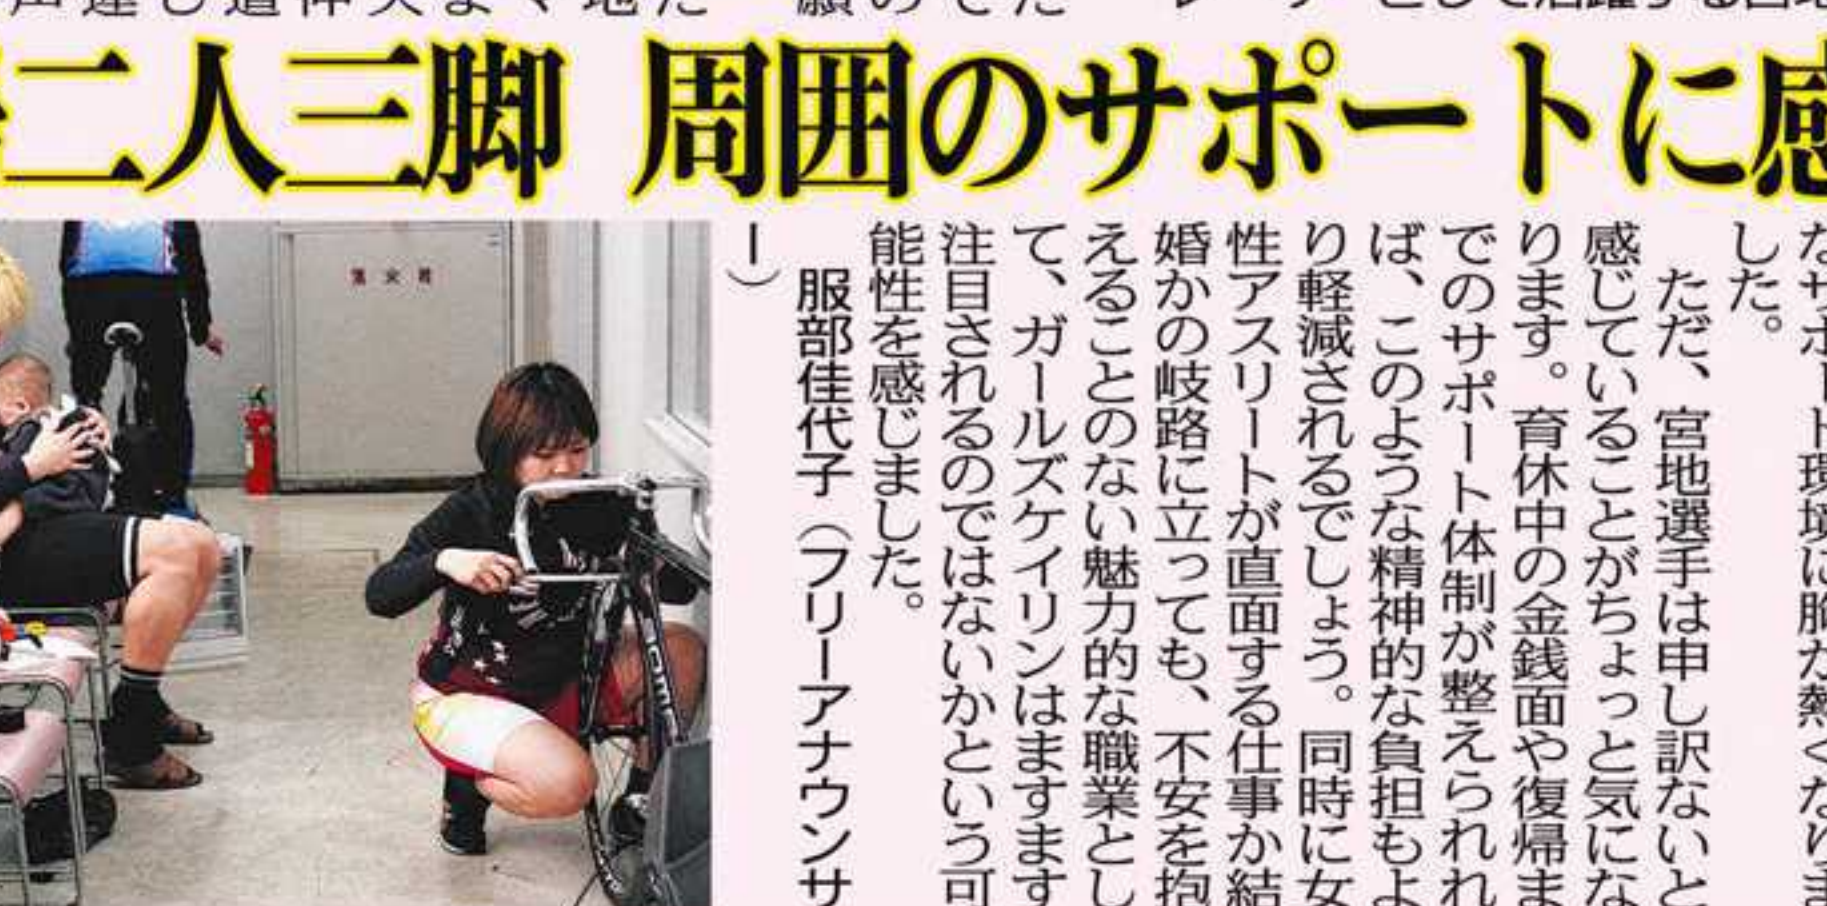 二人三脚 周囲のサポートに感
した。
ただ、宮地選手は申し訳ないと
感じていることがちょっと気にな
ります。育休中の金銭面や復帰ま
でのサポート体制が整えられれ
ば、このような精神的な負担もよ
り軽減されるでしょう。同時に女
性アスリートが直面する仕事か結
婚かの岐路に立っても、不安を抱
えることのない魅力的な職業とし
て、ガールズケイリンはますます
注目されるのではないかという可
能性を感じました。
服部佳代子（フリーアナウンサ
ー）